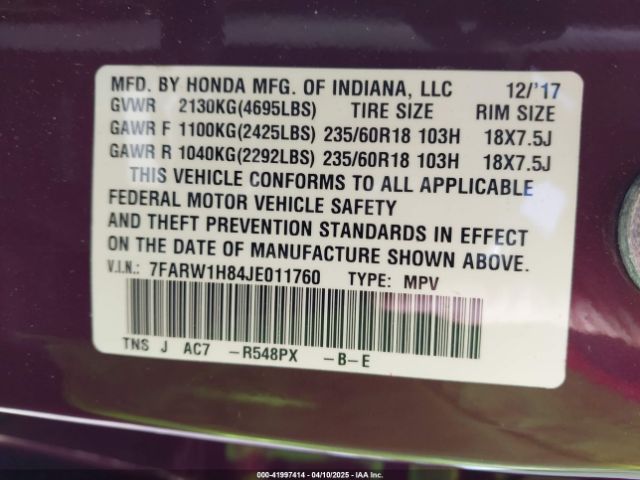 MFD. BY HONDA MFG. OF INDIANA, LLC 12/'17
GVWR 2130KG(4695LBS) TIRE SIZE RIM SIZE
GAWR F 1100KG(2425LBS) 235/60R18 103H 18X7.5J
GAWR R 1040KG(2292LBS) 235/60R18 103H 18X7.5J
THIS VEHICLE CONFORMS TO ALL APPLICABLE
FEDERAL MOTOR VEHICLE SAFETY
AND THEFT PREVENTION STANDARDS IN EFFECT
ON THE DATE OF MANUFACTURE SHOWN ABOVE.
V.I.N.: 7FARW1H84JE011760 TYPE: MPV
TNS J AC7 -R548PX -B-E
000-41997414 - 04/10/2025 - IAA Inc.